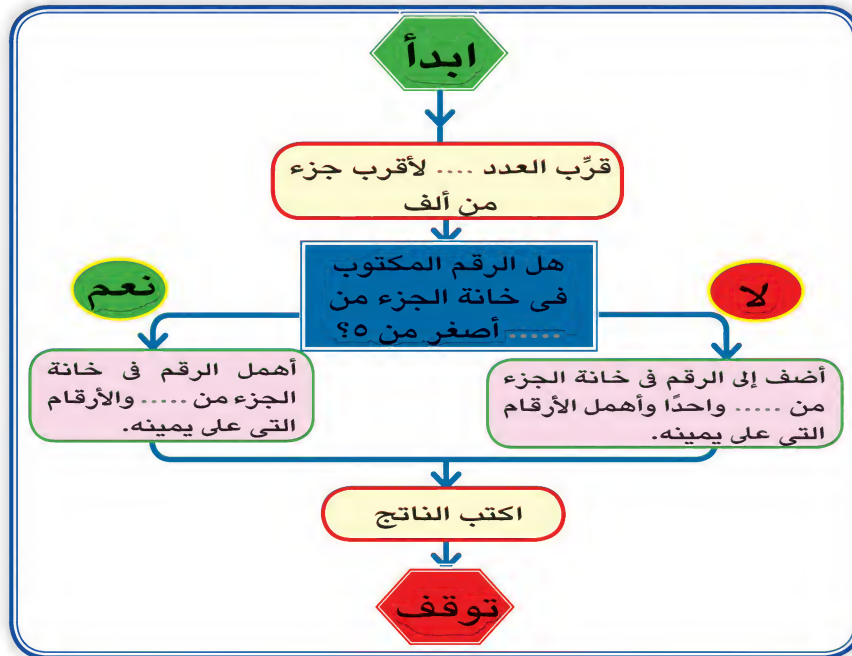 ابدأ
قرِّب العدد .... لأقرب جزء
من ألف
هل الرقم المكتوب
فى خانة الجزء من
..... أصغر من ٥؟
لا
نعم
أضف إلى الرقم فى خانة الجزء
من ..... واحدًا وأهمل الأرقام
التى على يمينه.
أهمل الرقم فى خانة
الجزء من ..... والأرقام
التى على يمينه.
اكتب الناتج
توقف